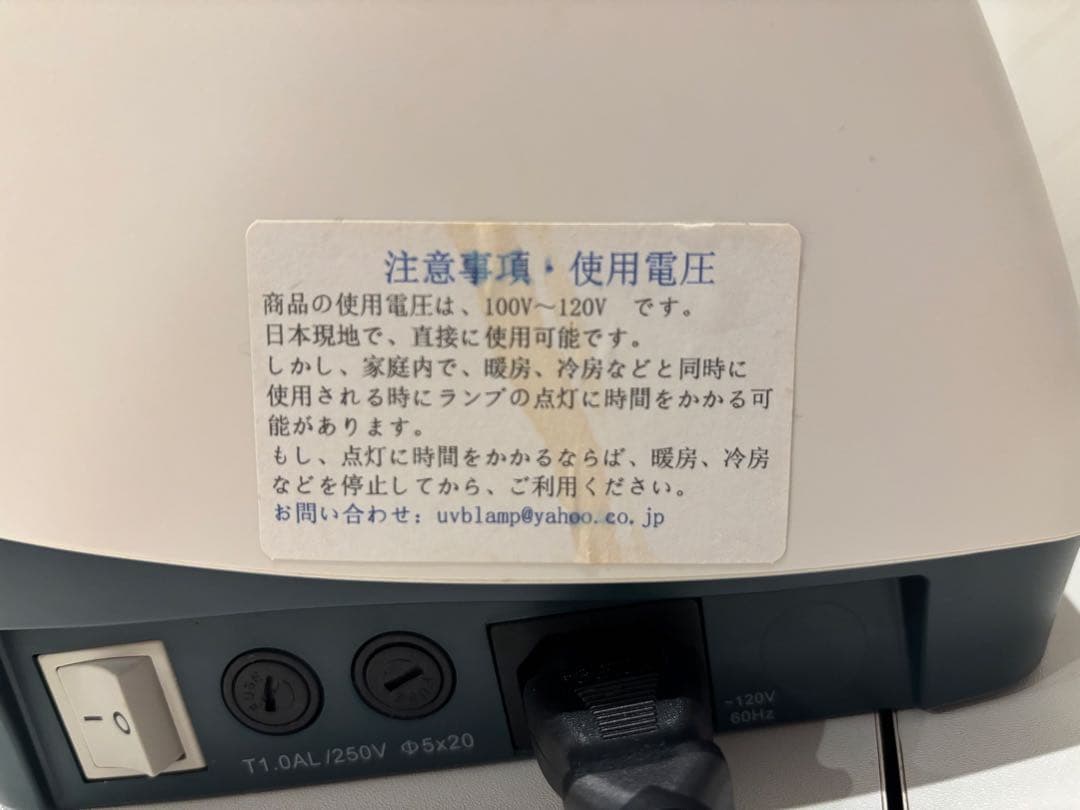 注意事項・使用電圧
商品の使用電圧は、100V～120V です。
日本現地で、直接に使用可能です。
しかし、家庭内で、暖房、冷房などと同時に
使用される時にランプの点灯に時間をかかる可
能があります。
もし、点灯に時間をかかるならば、暖房、冷房
などを停止してから、ご利用ください。
お問い合わせ：uvblamp@yahoo.co.jp
~120V
60Hz
T1.0AL/250V Φ5x20